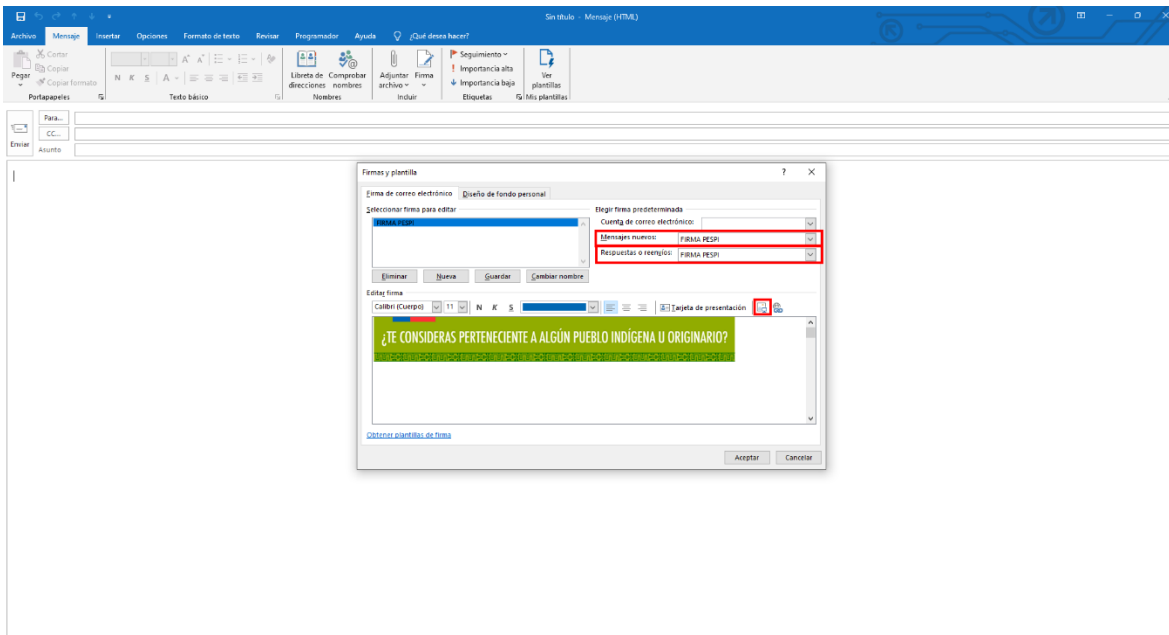 Sin título - Mensaje (HTML)
Archivo Mensaje Insertar Opciones Formato de texto Revisar Programador Ayuda ¿Qué desea hacer?
Pegar
Cortar
Copiar
Copiar formato
Portapapeles
N K S A
Texto básico
Libreta de direcciones
Comprobar nombres
Nombres
Adjuntar archivo
Firma
Incluir
Seguimiento
Importancia alta
Importancia baja
Etiquetas
Ver plantillas
Mis plantillas
Enviar
Para...
CC...
Asunto
Firmas y plantilla ? X
Firma de correo electrónico Diseño de fondo personal
Seleccionar firma para editar
FIRMA PESPI
Eliminar Nueva Guardar Cambiar nombre
Elegir firma predeterminada
Cuenta de correo electrónico:
Mensajes nuevos: FIRMA PESPI
Respuestas o reenvíos: FIRMA PESPI
Editar firma
Calibri (Cuerpo) 11 N K S Tarjeta de presentación
¿TE CONSIDERAS PERTENECIENTE A ALGÚN PUEBLO INDÍGENA U ORIGINARIO?
Obtener plantillas de firma
Aceptar Cancelar